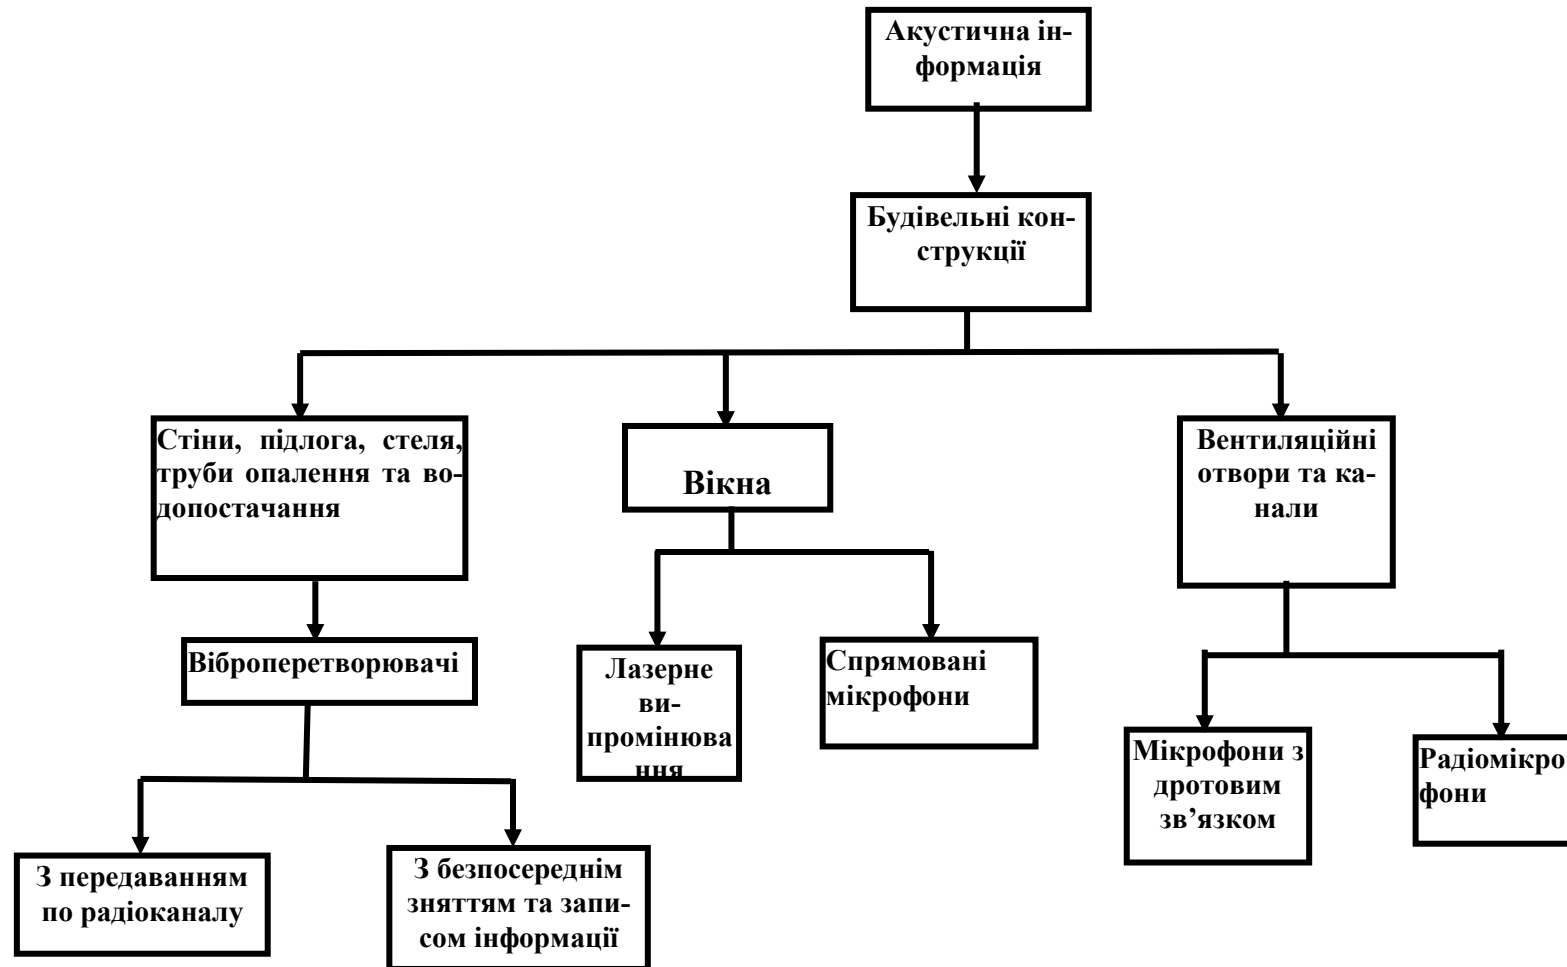 Акустична ін-
формація
Будівельні кон-
струкції
Стіни, підлога, стеля,
труби опалення та во-
допостачання
Вікна
Вентиляційні
отвори та ка-
нали
Віброперетворювачі
Лазерне
ви-
промінюва
ння
Спрямовані
мікрофони
Мікрофони з
дротовим
зв’язком
Радіомікро
фони
З передаванням
по радіоканалу
З безпосереднім
зняттям та запи-
сом інформації